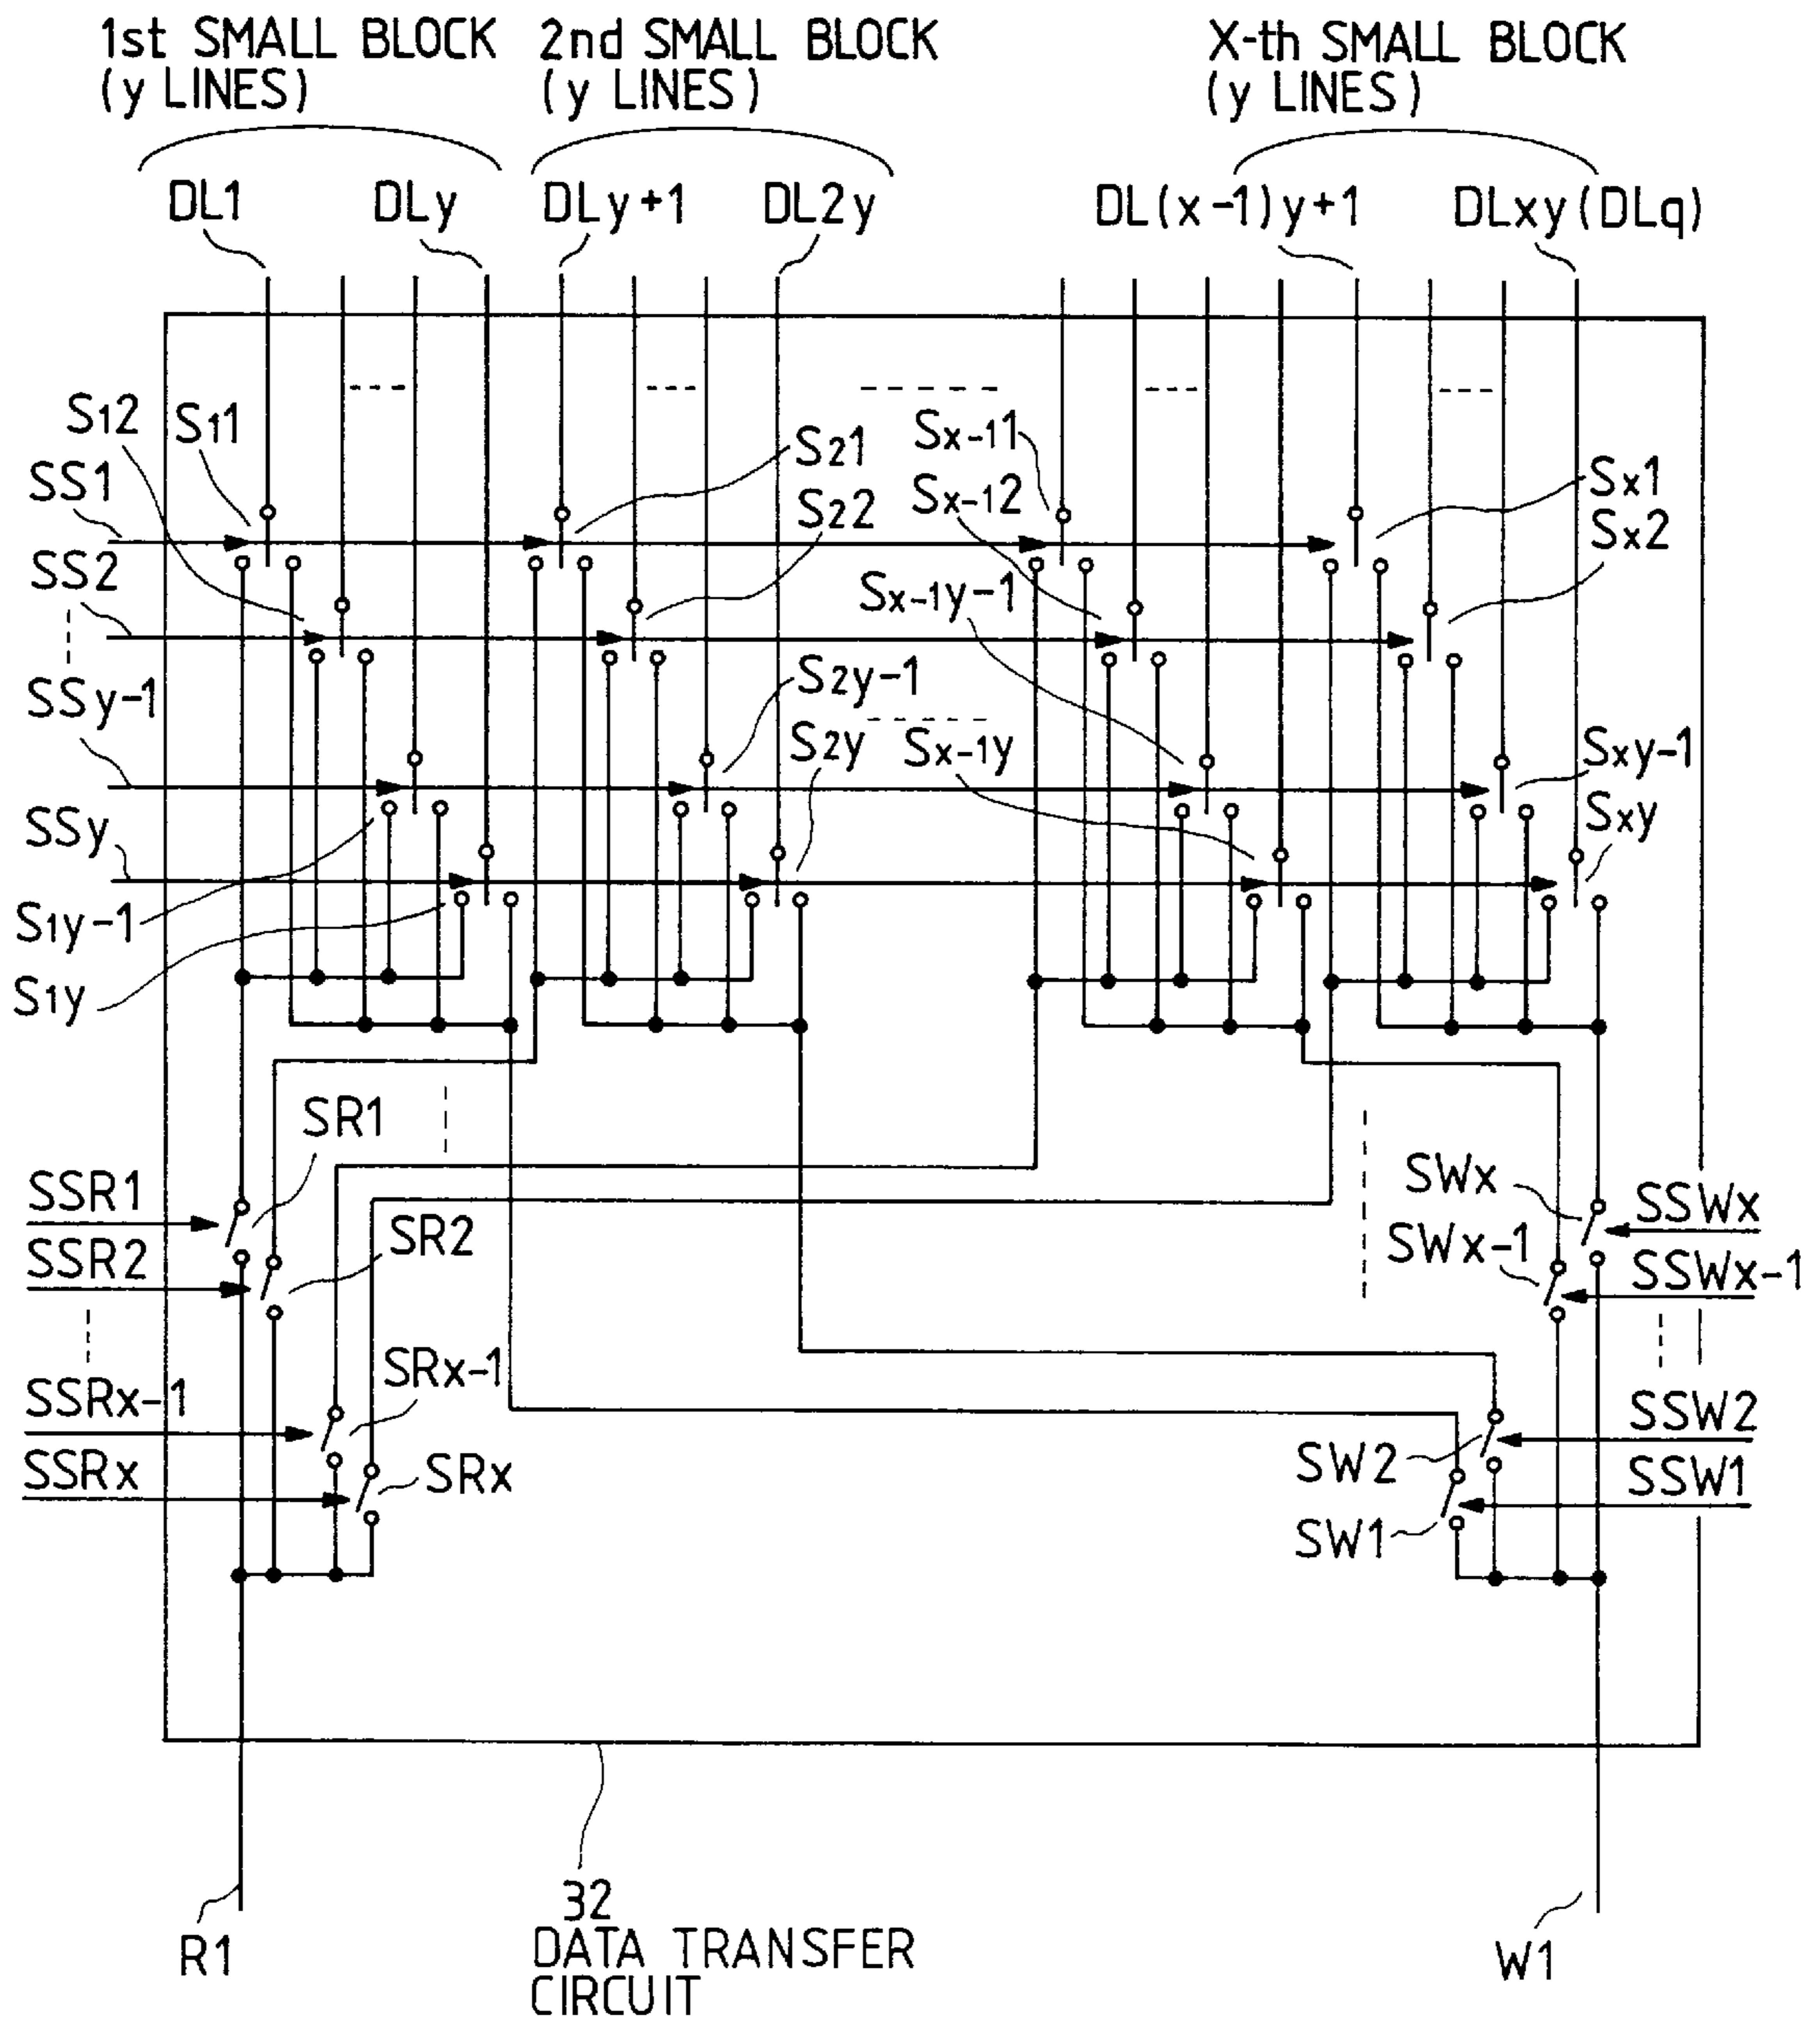 1st SMALL BLOCK 2nd SMALL BLOCK X-th SMALL BLOCK
(y LINES) (y LINES) (y LINES)
DL1 DLy DLy+1 DL2y DL(x-1)y+1 DLxy(DLq)
S12 S11 S21 Sx-11 Sx1
SS1 S22 Sx-12 Sx2
SS2 Sx-1y-1
SSy-1 S2y-1
S2y Sx-1y Sxy-1
SSy Sxy
S1y-1
S1y
SR1
SSR1 SWx SSWx
SSR2 SR2 SWx-1 SSWx-1
SSRx-1 SRx-1 SSW2
SSRx SRx SW2 SSW1
SW1
R1 32 W1
DATA TRANSFER
CIRCUIT